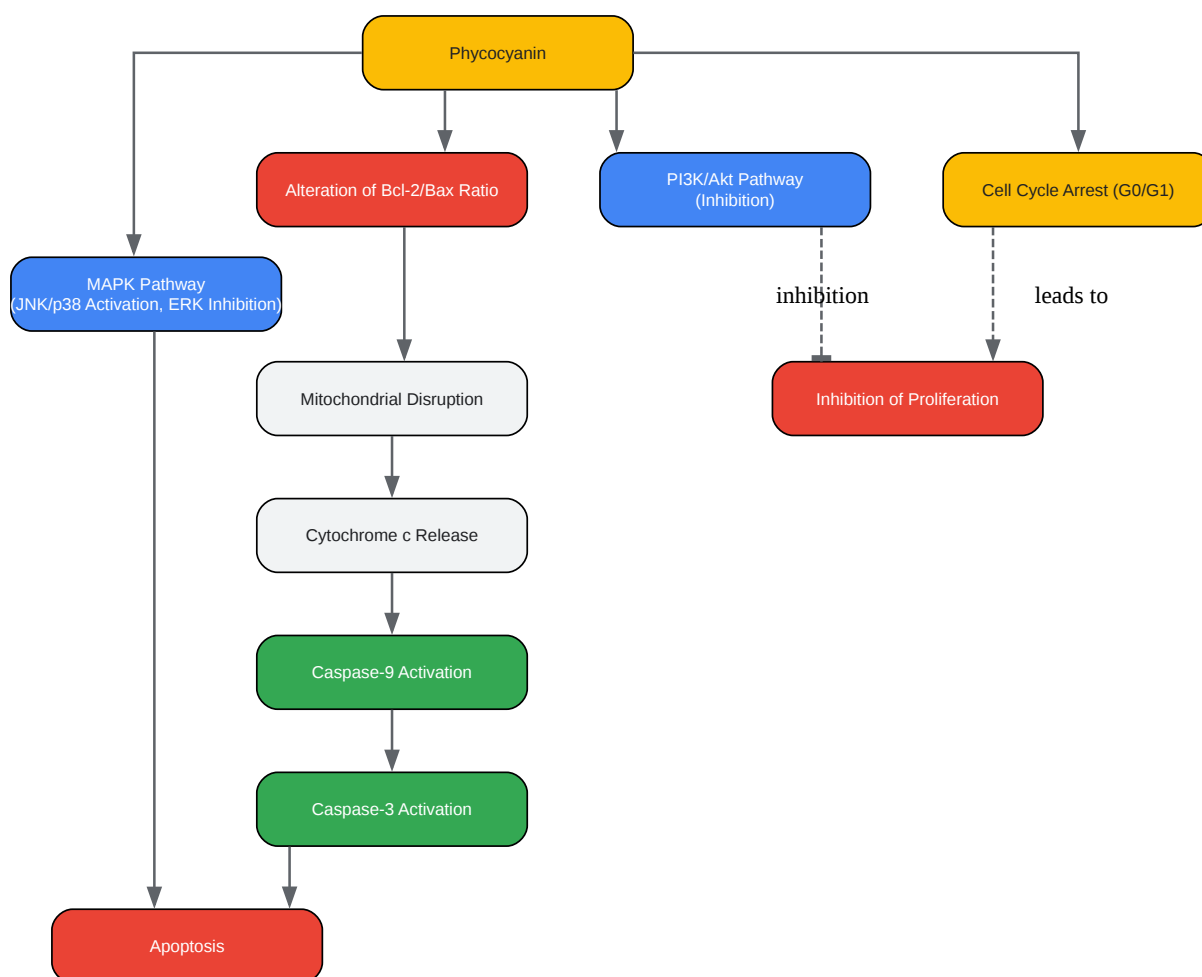 Phycocyanin
Alteration of Bcl-2/Bax Ratio
PI3K/Akt Pathway
(Inhibition)
Cell Cycle Arrest (G0/G1)
MAPK Pathway
(JNK/p38 Activation, ERK Inhibition)
inhibition
leads to
Mitochondrial Disruption
Inhibition of Proliferation
Cytochrome c Release
Caspase-9 Activation
Caspase-3 Activation
Apoptosis